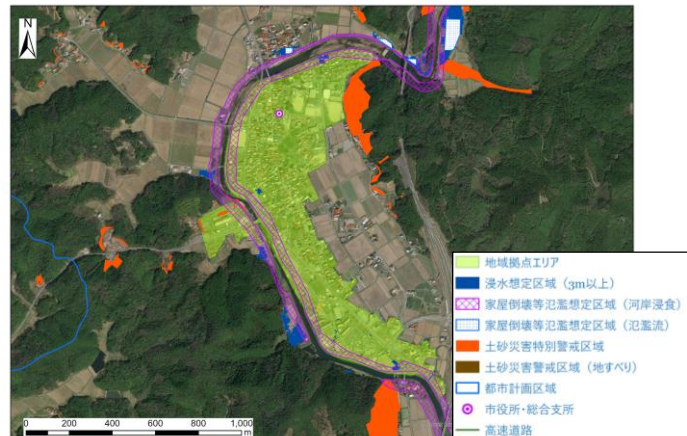 N
地域拠点エリア
浸水想定区域（3m以上）
家屋倒壊等氾濫想定区域（河岸浸食）
家屋倒壊等氾濫想定区域（氾濫流）
土砂災害特別警戒区域
土砂災害警戒区域（地すべり）
都市計画区域
市役所・総合支所
高速道路
0 200 400 600 800 1,000
m